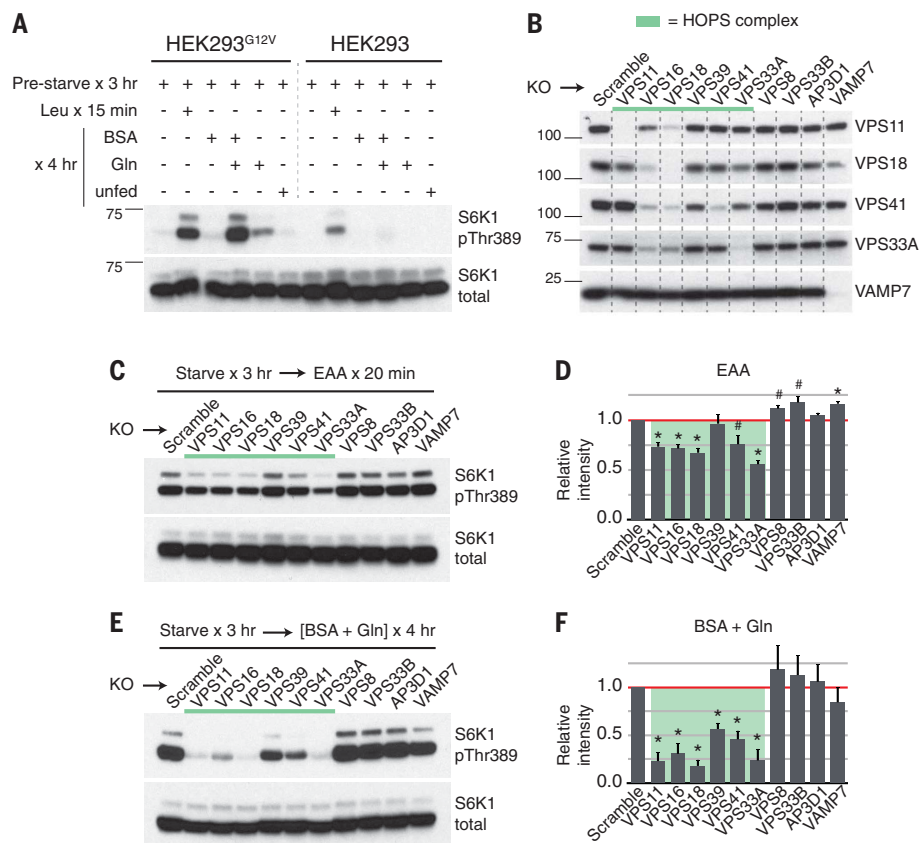 A
HEK293G12V HEK293
Pre-starve x 3 hr + + + + + + + + + + + +
Leu x 15 min - + - - - - - + - - - -
x 4 hr
BSA - - + + - - - - + + - -
Gln - - - + + - - - - + + -
unfed - - - - - + - - - - - +
75
S6K1
pThr389
75
S6K1
total
B
= HOPS complex
KO →
Scramble VPS11 VPS16 VPS18 VPS39 VPS41 VPS33A VPS8 VPS33B AP3D1 VAMP7
100 VPS11
100 VPS18
100 VPS41
75 VPS33A
25 VAMP7
C
Starve x 3 hr → EAA x 20 min
KO →
Scramble VPS11 VPS16 VPS18 VPS39 VPS41 VPS33A VPS8 VPS33B AP3D1 VAMP7
S6K1
pThr389
S6K1
total
D
EAA
Relative
intensity
1.0
0.5
0.0
* * * # * # # *
Scramble VPS11 VPS16 VPS18 VPS39 VPS41 VPS33A VPS8 VPS33B AP3D1 VAMP7
E
Starve x 3 hr → [BSA + Gln] x 4 hr
KO →
Scramble VPS11 VPS16 VPS18 VPS39 VPS41 VPS33A VPS8 VPS33B AP3D1 VAMP7
S6K1
pThr389
S6K1
total
F
BSA + Gln
Relative
intensity
1.0
0.5
0.0
* * * * * *
Scramble VPS11 VPS16 VPS18 VPS39 VPS41 VPS33A VPS8 VPS33B AP3D1 VAMP7